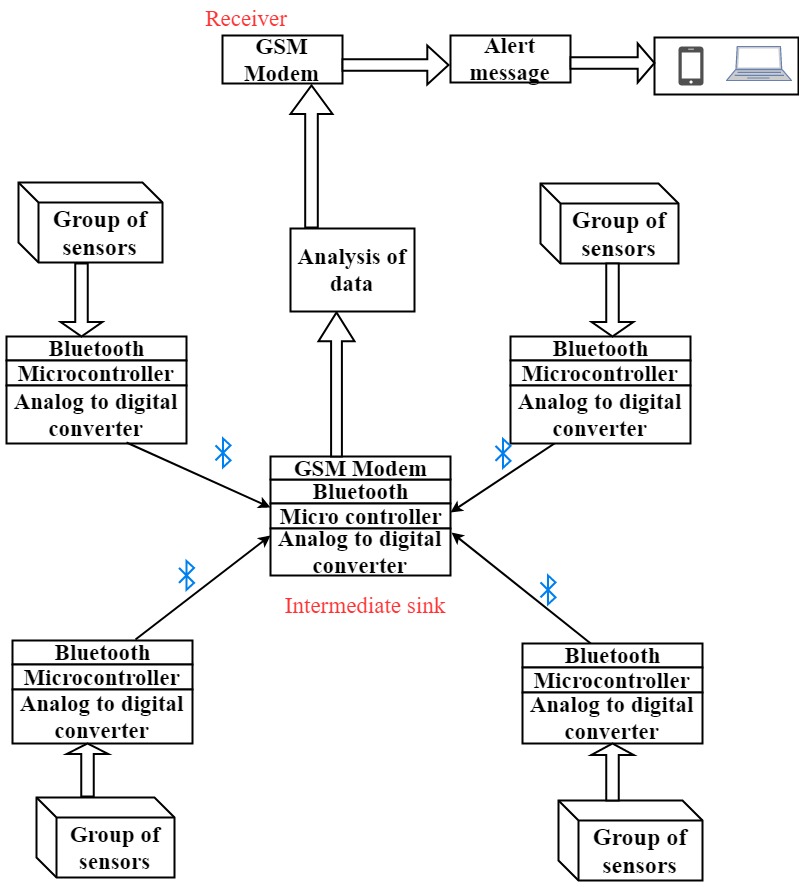 Receiver
GSM
Modem
Alert
message
Group of
sensors
Group of
sensors
Analysis of
data
Bluetooth
Microcontroller
Analog to digital
converter
Bluetooth
Microcontroller
Analog to digital
converter
GSM Modem
Bluetooth
Micro controller
Analog to digital
converter
Intermediate sink
Bluetooth
Microcontroller
Analog to digital
converter
Bluetooth
Microcontroller
Analog to digital
converter
Group of
sensors
Group of
sensors